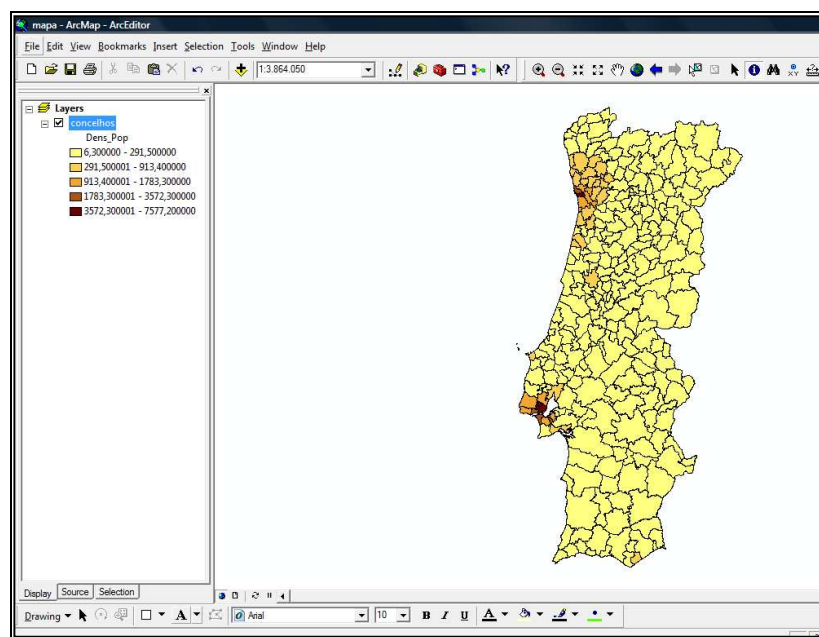 mapa - ArcMap - ArcEditor
File Edit View Bookmarks Insert Selection Tools Window Help
1:3.864.050
Layers
concelhos
Dens_Pop
6,300000 - 291,500000
291,500001 - 913,400000
913,400001 - 1783,300000
1783,300001 - 3572,300000
3572,300001 - 7577,200000
Display Source Selection
Drawing A Arial 10 B I U A